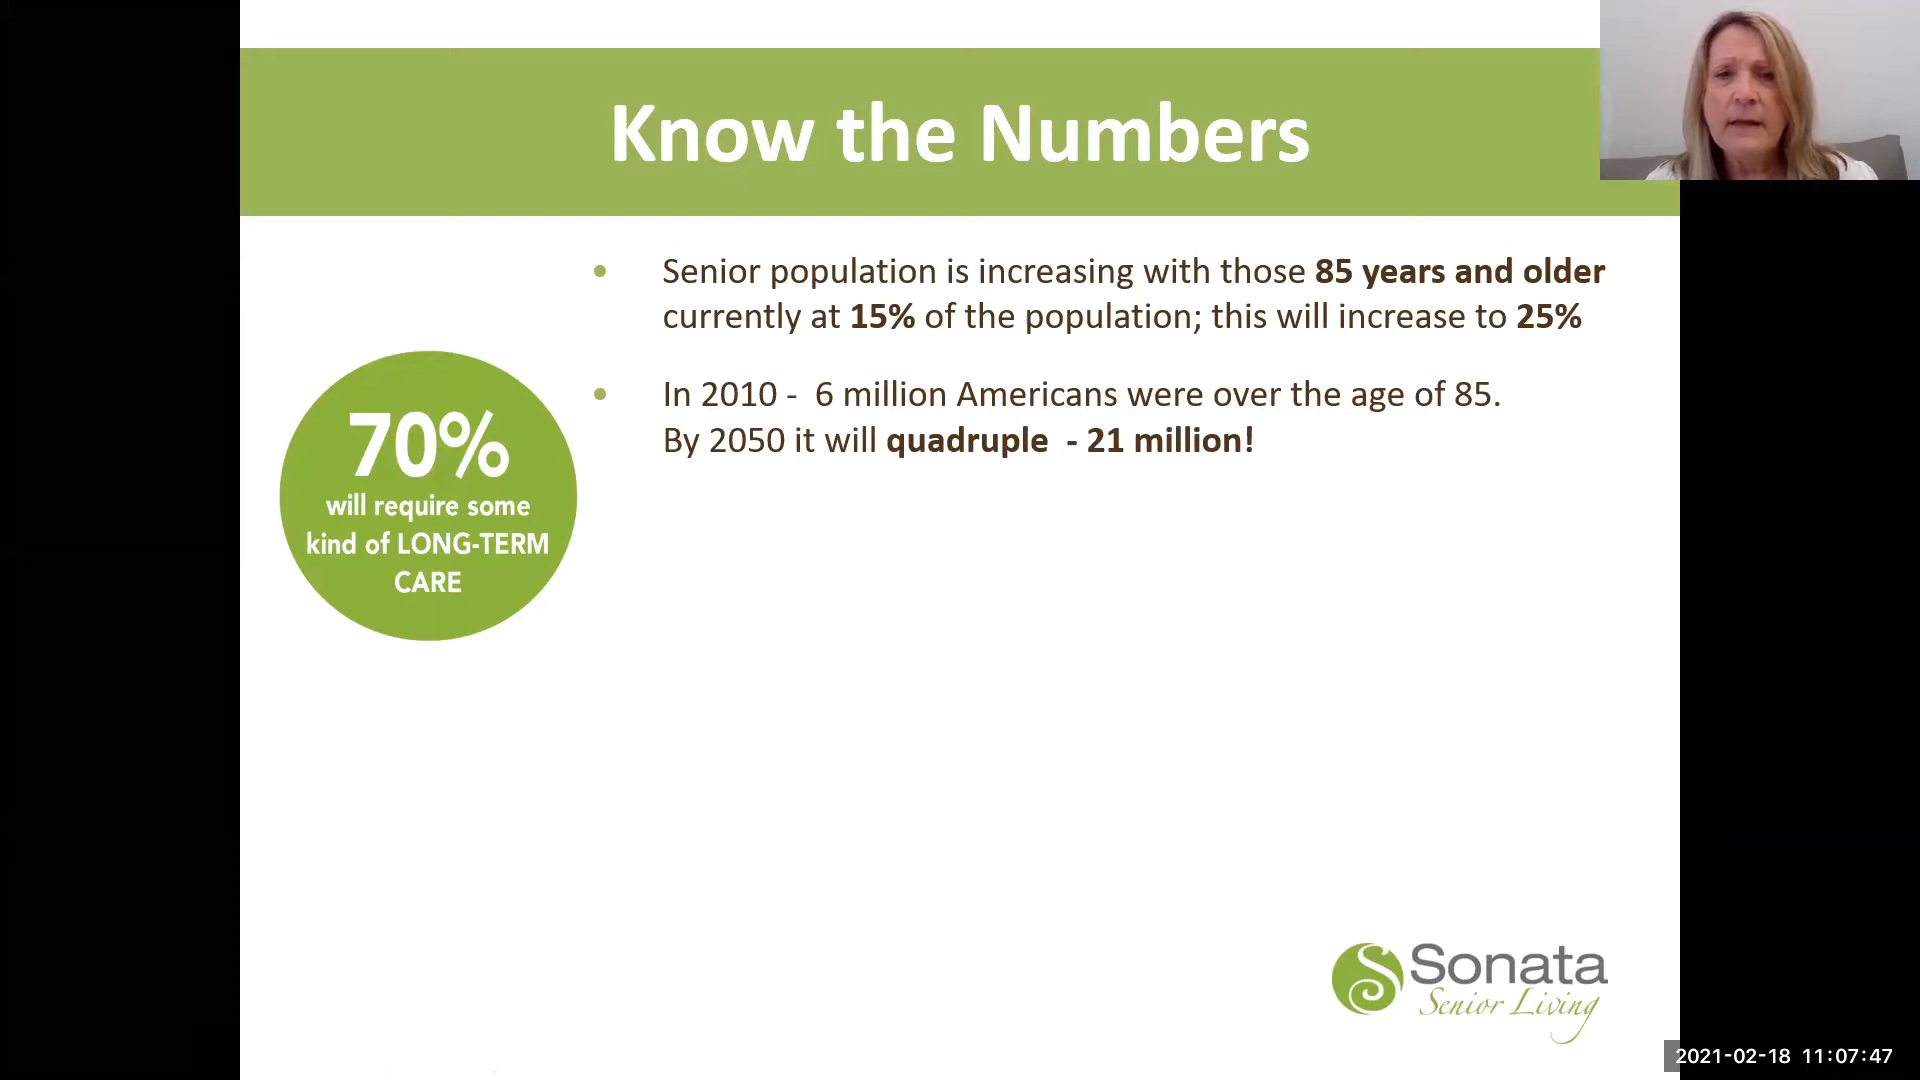 Know the Numbers
• Senior population is increasing with those 85 years and older
currently at 15% of the population; this will increase to 25%
• In 2010 - 6 million Americans were over the age of 85.
By 2050 it will quadruple - 21 million!
70%
will require some
kind of LONG-TERM
CARE
Sonata
Senior Living
2021-02-18 11:07:47